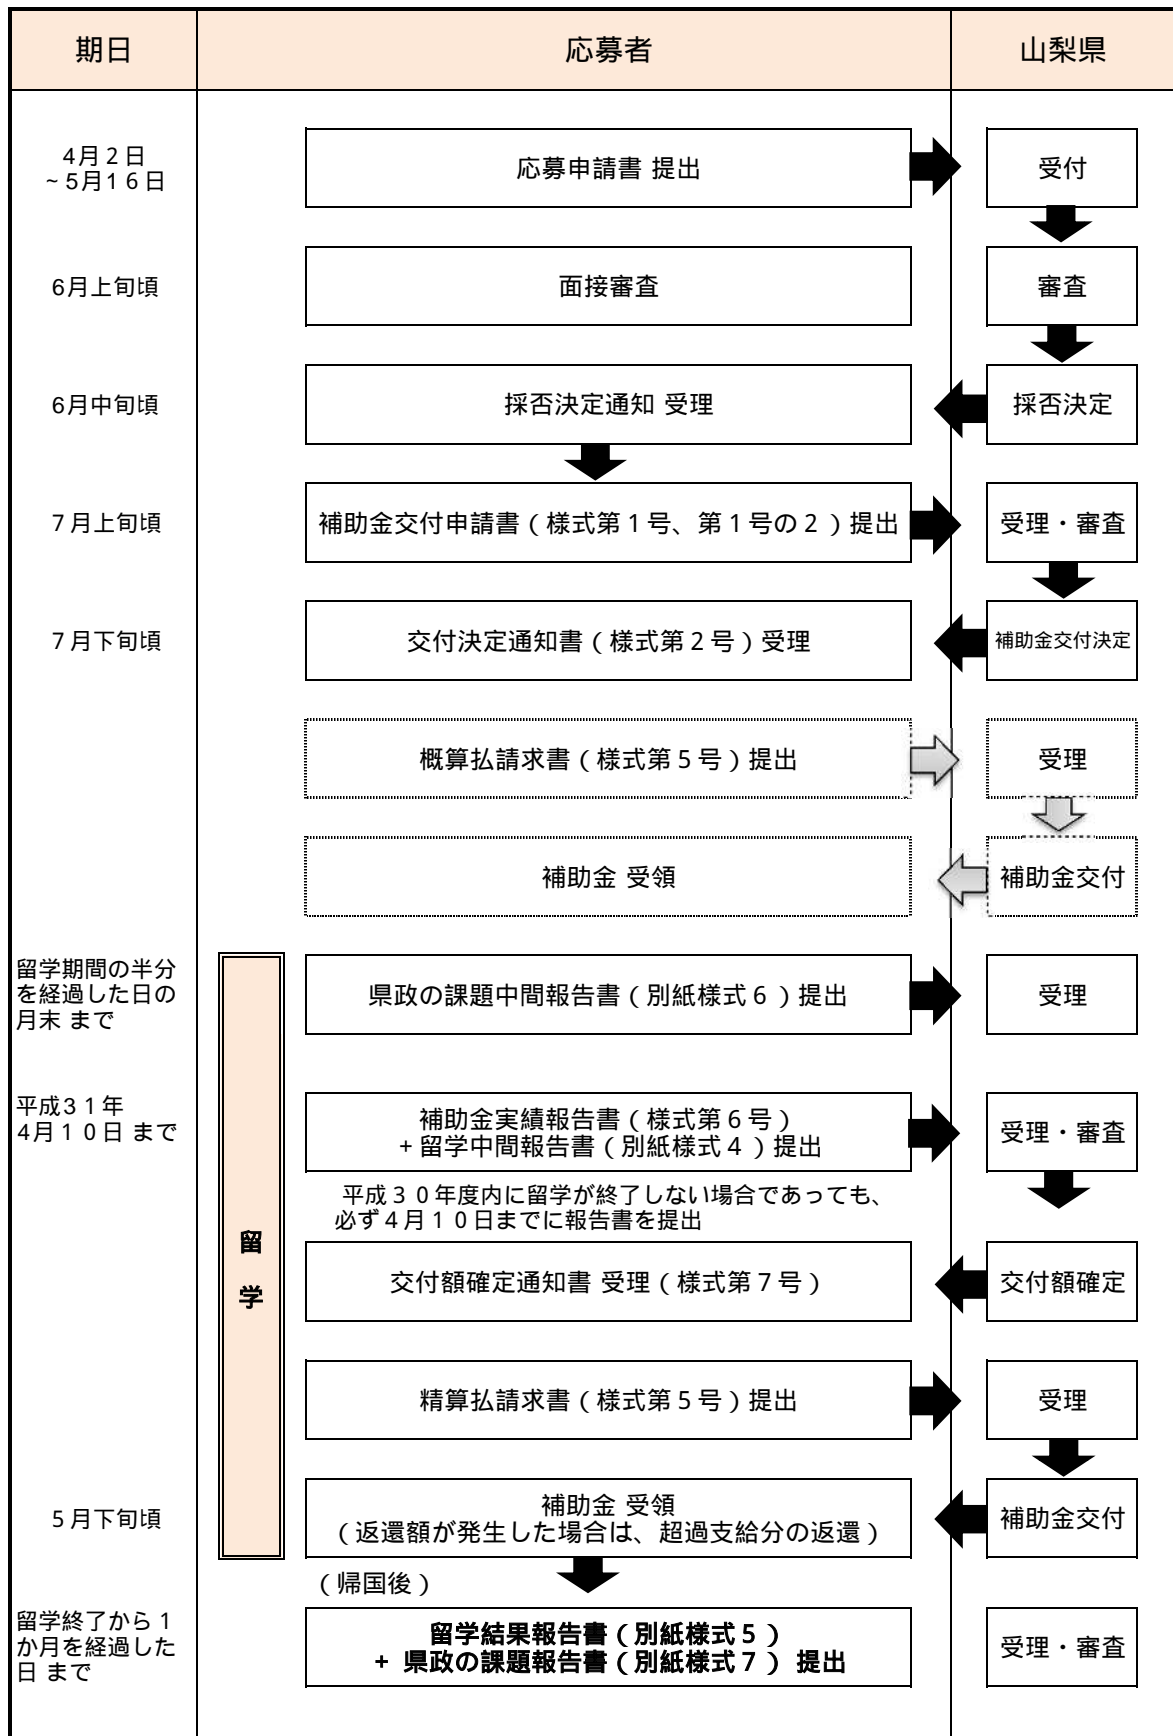 期日 応募者 山梨県
4月2日
~5月16日
応募申請書 提出
受付
6月上旬頃
面接審査
審査
6月中旬頃
採否決定通知 受理
採否決定
7月上旬頃
補助金交付申請書(様式第1号、第1号の2)提出
受理・審査
7月下旬頃
交付決定通知書(様式第2号)受理
補助金交付決定
概算払請求書(様式第5号)提出
受理
補助金 受領
補助金交付
留学
留学期間の半分
を経過した日の
月末 まで
県政の課題中間報告書(別紙様式6)提出
受理
平成31年
4月10日 まで
補助金実績報告書(様式第6号)
+留学中間報告書(別紙様式4)提出
受理・審査
平成30年度内に留学が終了しない場合であっても、
必ず4月10日までに報告書を提出
交付額確定通知書 受理(様式第7号)
交付額確定
精算払請求書(様式第5号)提出
受理
5月下旬頃
補助金 受領
(返還額が発生した場合は、超過支給分の返還)
補助金交付
(帰国後)
留学終了から1
か月を経過した
日 まで
留学結果報告書(別紙様式5)
+ 県政の課題報告書(別紙様式7) 提出
受理・審査